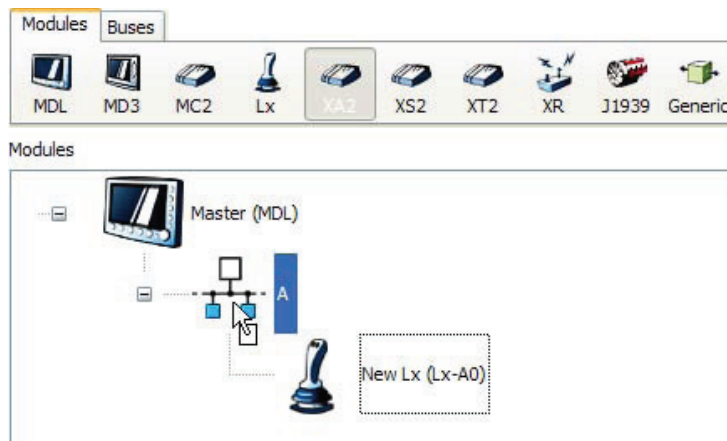 Modules Buses
MDL MD3 MC2 Lx XA2 XS2 XT2 XR J1939 Generic
Modules
Master (MDL)
A
New Lx (Lx-A0)